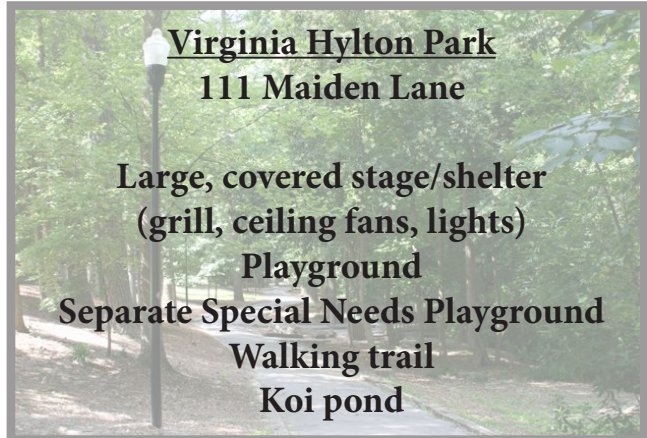 Virginia Hylton Park
111 Maiden Lane
Large, covered stage/shelter
(grill, ceiling fans, lights)
Playground
Separate Special Needs Playground
Walking trail
Koi pond